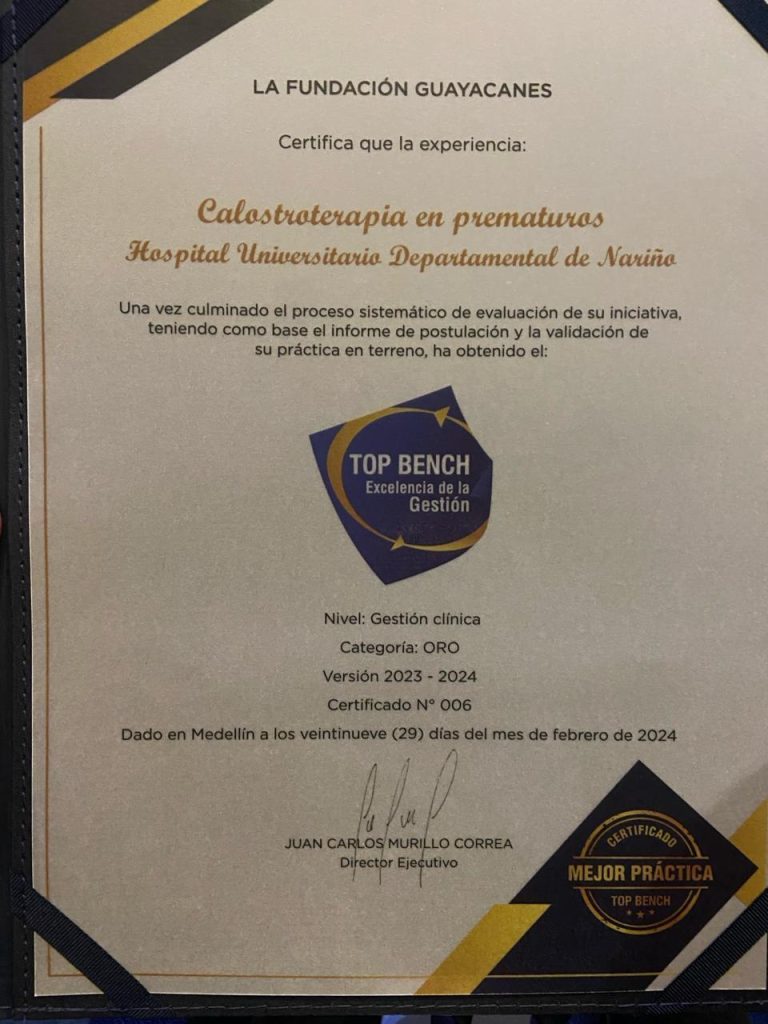 LA FUNDACIÓN GUAYACANES
Certifica que la experiencia:
Calostroterapia en prematuros
Hospital Universitario Departamental de Nariño
Una vez culminado el proceso sistemático de evaluación de su iniciativa,
teniendo como base el informe de postulación y la validación de
su práctica en terreno, ha obtenido el:
TOP BENCH
Excelencia de la
Gestión
Nivel: Gestión clínica
Categoría: ORO
Versión 2023 - 2024
Certificado N° 006
Dado en Medellín a los veintinueve (29) días del mes de febrero de 2024
JUAN CARLOS MURILLO CORREA
Director Ejecutivo
CERTIFICADO
MEJOR PRÁCTICA
TOP BENCH